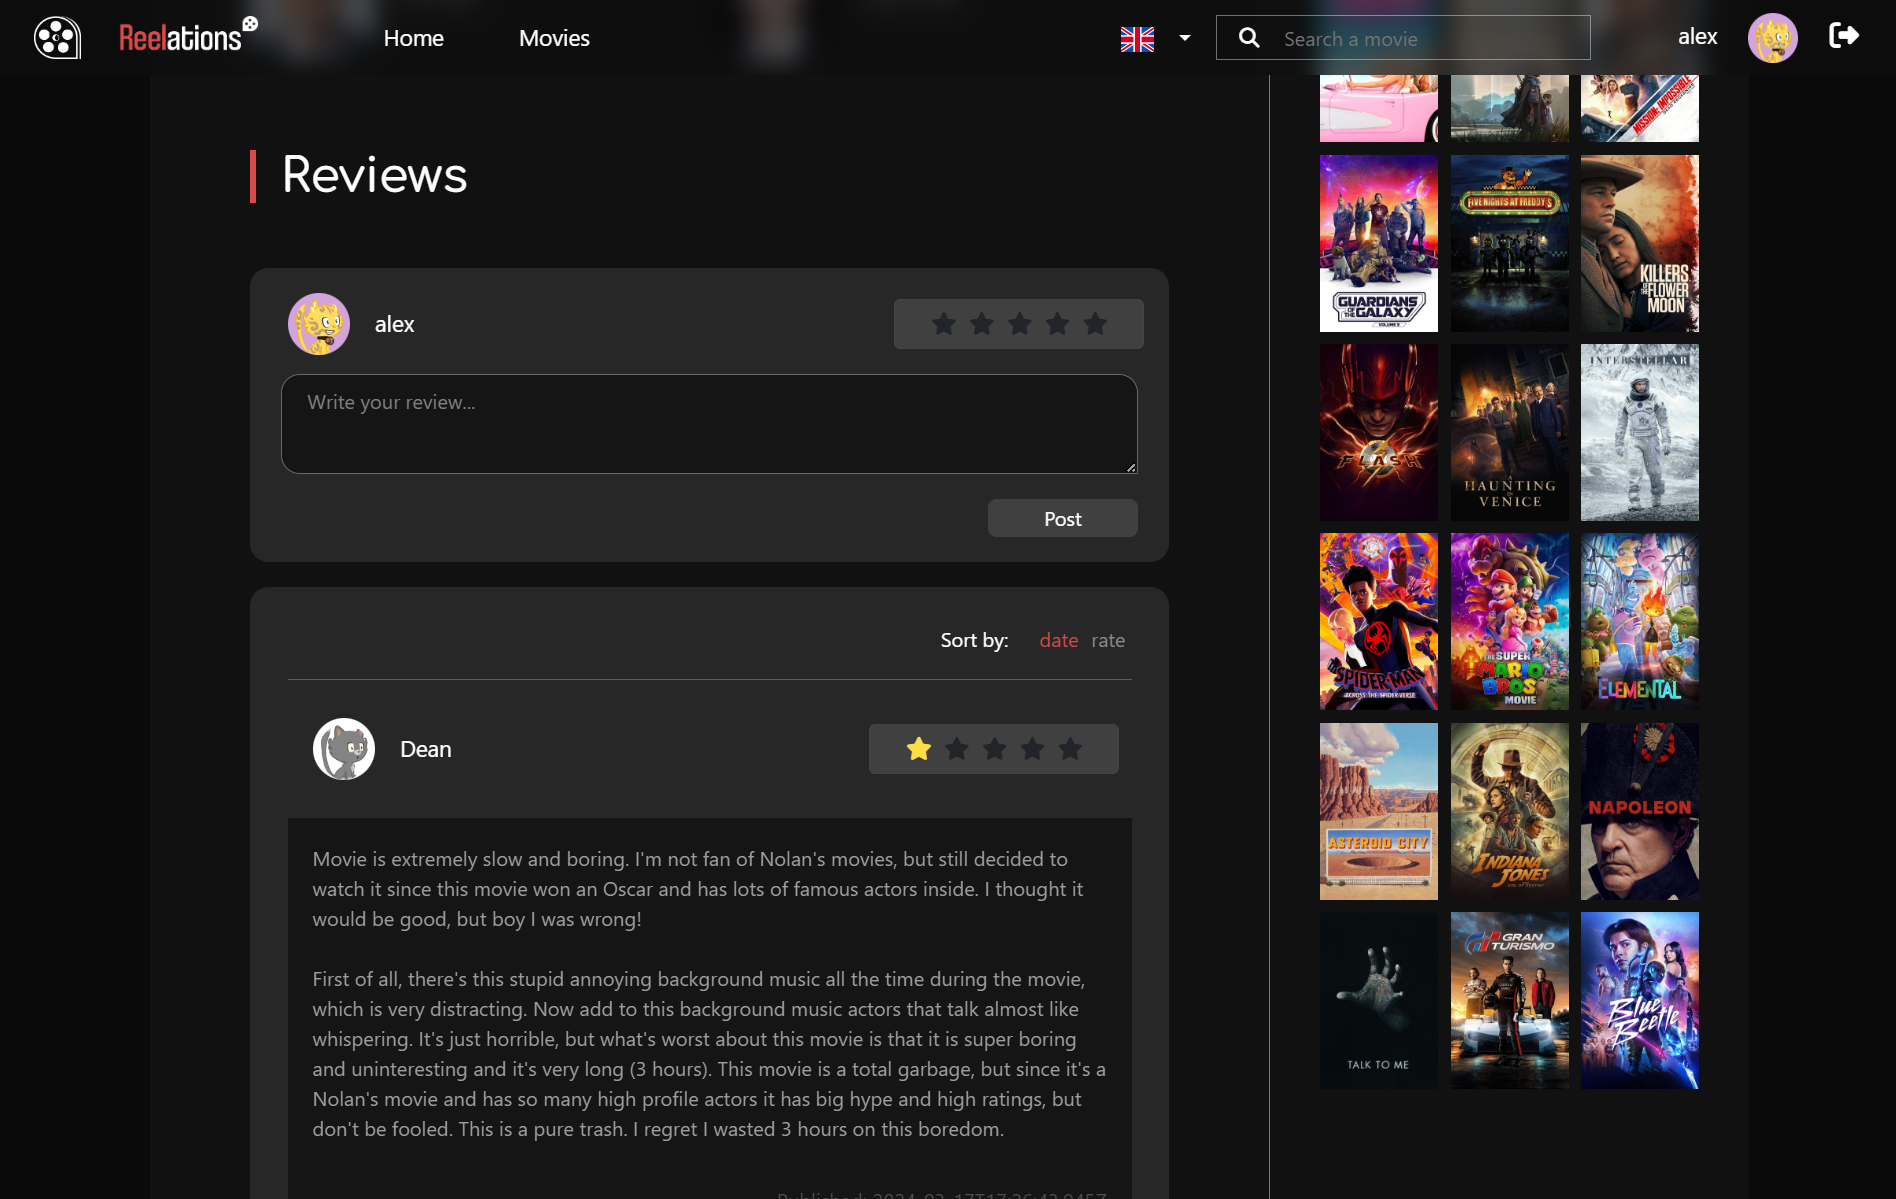 Reelations
Home
Movies
Search a movie
alex
MISSION: IMPOSSIBLE
Reviews
GUARDIANS
OF THE GALAXY
VOLUME 3
FIVE NIGHTS AT FREDDY'S
KILLERS
OF THE FLOWER
MOON
alex
Write your review...
Post
FLASH
A
HAUNTING
IN
VENICE
INTERSTELLAR
Sort by:
date
rate
SPIDER-MAN
ACROSS THE SPIDER-VERSE
THE SUPER
MARIO
BROS
MOVIE
ELEMENTAL
Dean
Movie is extremely slow and boring. I'm not fan of Nolan's movies, but still decided to
watch it since this movie won an Oscar and has lots of famous actors inside. I thought it
would be good, but boy I was wrong!
First of all, there's this stupid annoying background music all the time during the movie,
which is very distracting. Now add to this background music actors that talk almost like
whispering. It's just horrible, but what's worst about this movie is that it is super boring
and uninteresting and it's very long (3 hours). This movie is a total garbage, but since it's a
Nolan's movie and has so many high profile actors it has big hype and high ratings, but
don't be fooled. This is a pure trash. I regret I wasted 3 hours on this boredom.
ASTEROID CITY
INDIANA
JONES
NAPOLEON
TALK TO ME
GRAN
TURISMO
Blue
Beetle